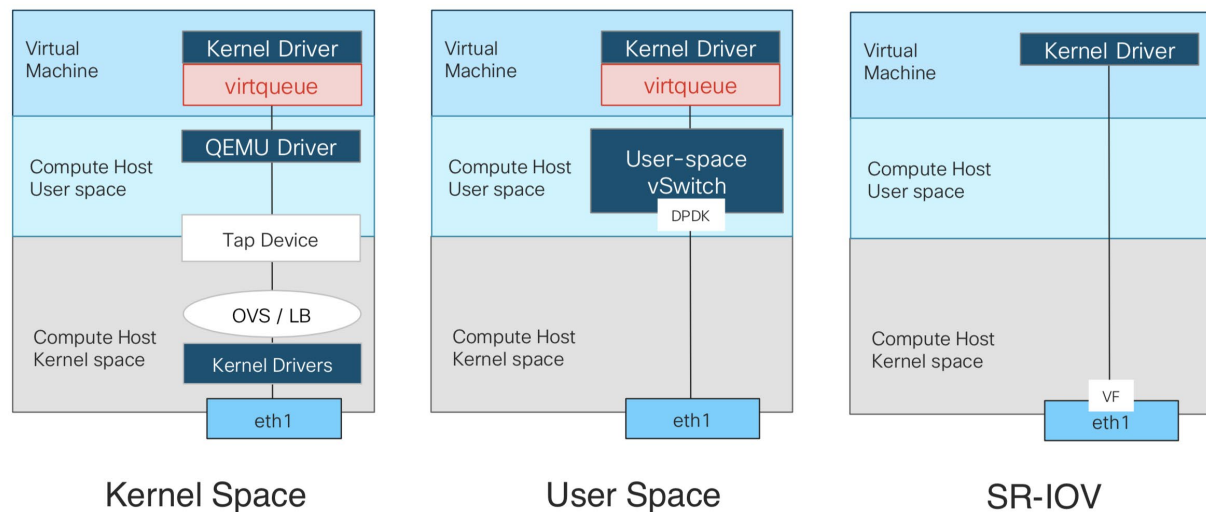 Virtual
Machine
Kernel Driver
virtqueue
Compute Host
User space
QEMU Driver
Tap Device
Compute Host
Kernel space
OVS / LB
Kernel Drivers
eth1
Kernel Space
Virtual
Machine
Kernel Driver
virtqueue
Compute Host
User space
User-space
vSwitch
DPDK
Compute Host
Kernel space
eth1
User Space
Virtual
Machine
Kernel Driver
Compute Host
User space
Compute Host
Kernel space
VF
eth1
SR-IOV